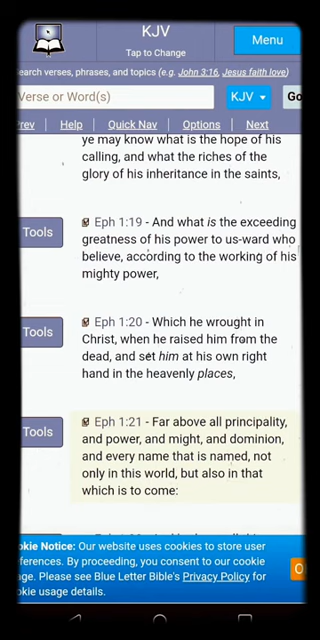 KJV
Tap to Change
Menu
Search verses, phrases, and topics (e.g. John 3:16, Jesus faith love)
Verse or Word(s)
KJV
Go
Prev Help Quick Nav Options Next
ye may know what is the hope of his
calling, and what the riches of the
glory of his inheritance in the saints,
Tools
Eph 1:19 - And what is the exceeding
greatness of his power to us-ward who
believe, according to the working of his
mighty power,
Tools
Eph 1:20 - Which he wrought in
Christ, when he raised him from the
dead, and set him at his own right
hand in the heavenly places,
Tools
Eph 1:21 - Far above all principality,
and power, and might, and dominion,
and every name that is named, not
only in this world, but also in that
which is to come:
okie Notice: Our website uses cookies to store user
ferences. By proceeding, you consent to our cookie
age. Please see Blue Letter Bible's Privacy Policy for
okie usage details.